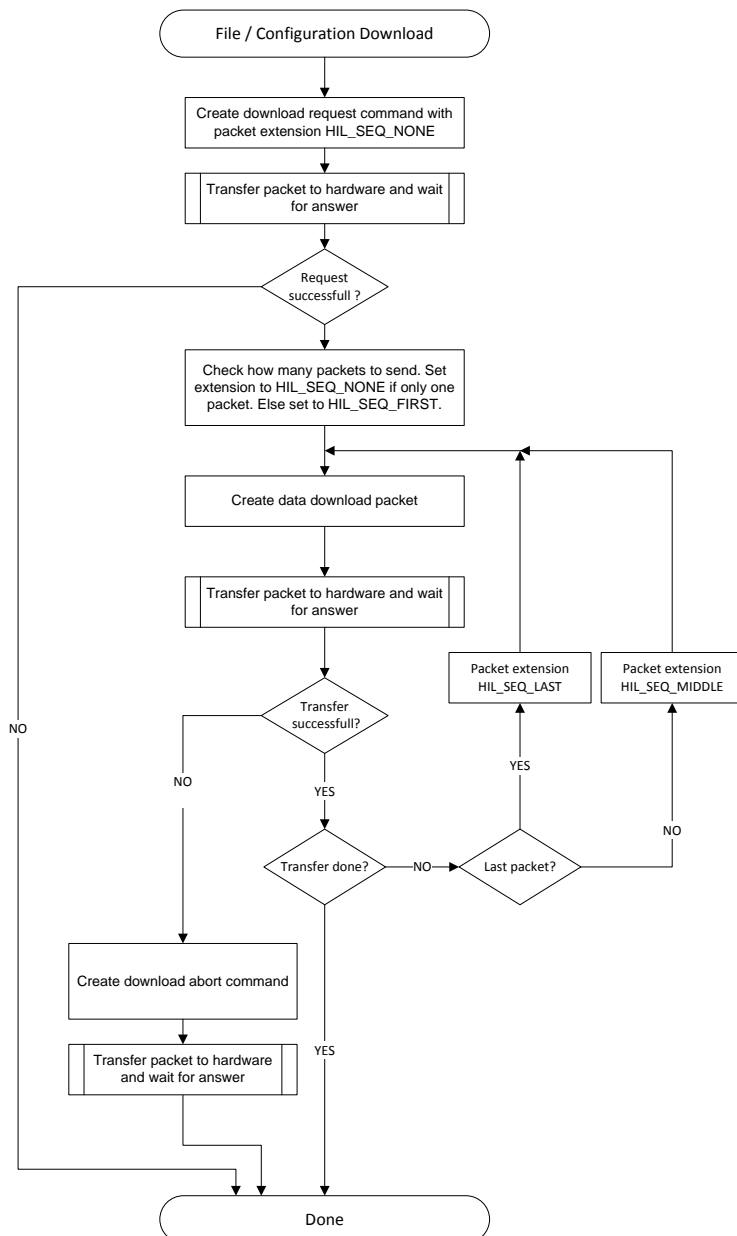 File / Configuration Download
Create download request command with
packet extension HIL_SEQ_NONE
Transfer packet to hardware and wait
for answer
Request
successfull ?
Check how many packets to send. Set
extension to HIL_SEQ_NONE if only one
packet. Else set to HIL_SEQ_FIRST.
Create data download packet
Transfer packet to hardware and wait
for answer
Packet extension
HIL_SEQ_LAST
Packet extension
HIL_SEQ_MIDDLE
Transfer
successfull?
NO
NO
YES
YES
NO
Transfer done?
NO
Last packet?
Create download abort command
YES
Transfer packet to hardware
and wait for answer
Done